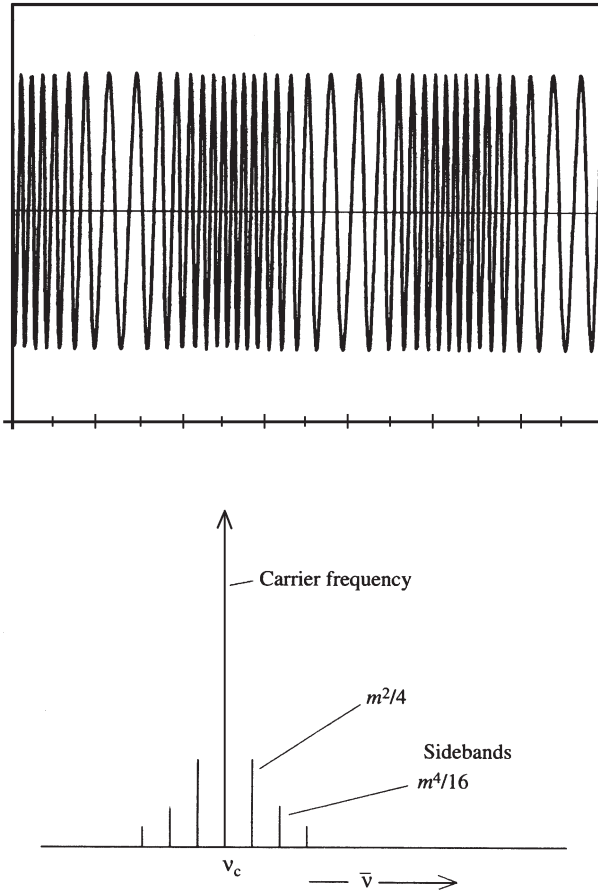 Carrier frequency
m²/4
Sidebands
m⁴/16
ν_c
ν̅